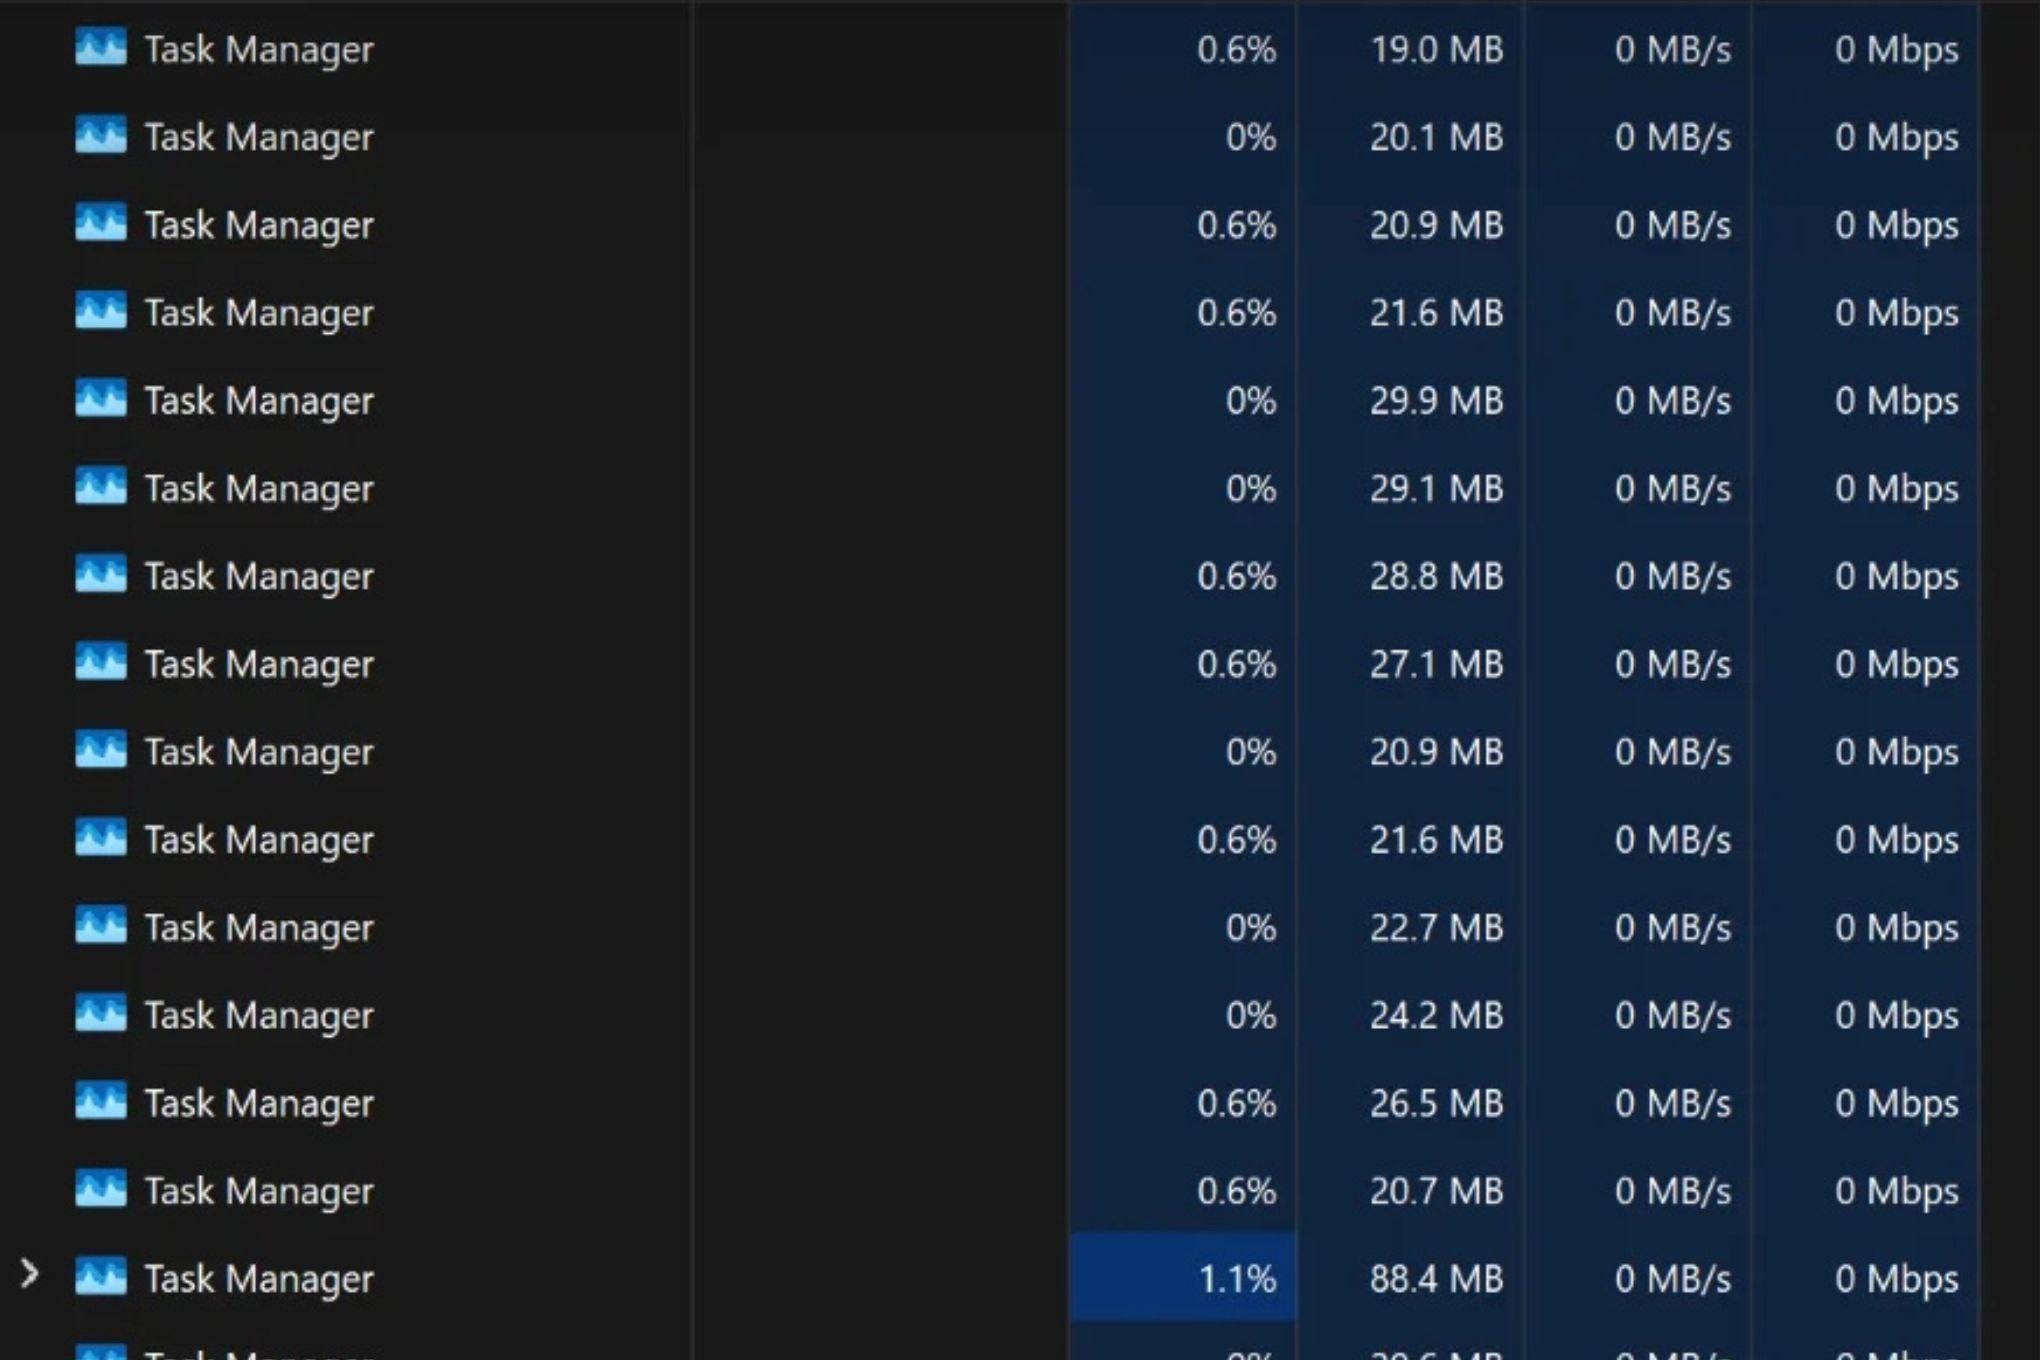 Task Manager 0.6% 19.0 MB 0 MB/s 0 Mbps
Task Manager 0% 20.1 MB 0 MB/s 0 Mbps
Task Manager 0.6% 20.9 MB 0 MB/s 0 Mbps
Task Manager 0.6% 21.6 MB 0 MB/s 0 Mbps
Task Manager 0% 29.9 MB 0 MB/s 0 Mbps
Task Manager 0% 29.1 MB 0 MB/s 0 Mbps
Task Manager 0.6% 28.8 MB 0 MB/s 0 Mbps
Task Manager 0.6% 27.1 MB 0 MB/s 0 Mbps
Task Manager 0% 20.9 MB 0 MB/s 0 Mbps
Task Manager 0.6% 21.6 MB 0 MB/s 0 Mbps
Task Manager 0% 22.7 MB 0 MB/s 0 Mbps
Task Manager 0% 24.2 MB 0 MB/s 0 Mbps
Task Manager 0.6% 26.5 MB 0 MB/s 0 Mbps
Task Manager 0.6% 20.7 MB 0 MB/s 0 Mbps
Task Manager 1.1% 88.4 MB 0 MB/s 0 Mbps
Task Manager 0% MB 0 MB/s 0 Mbps